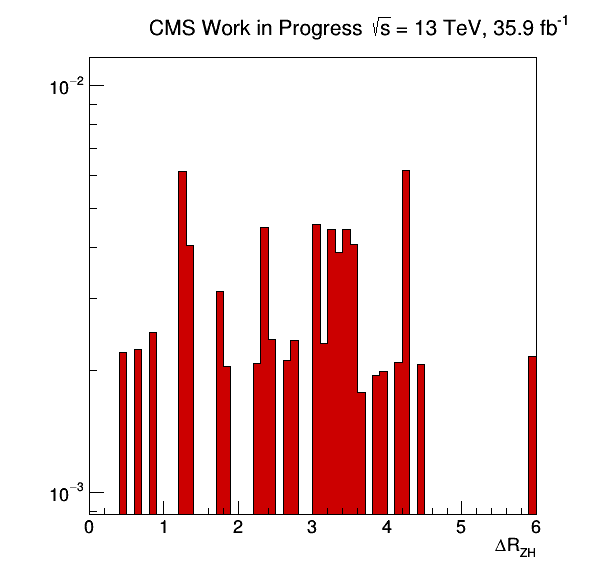 CMS Work in Progress √s = 13 TeV, 35.9 fb⁻¹
10⁻²
10⁻³
0 1 2 3 4 5 6
ΔR_ZH